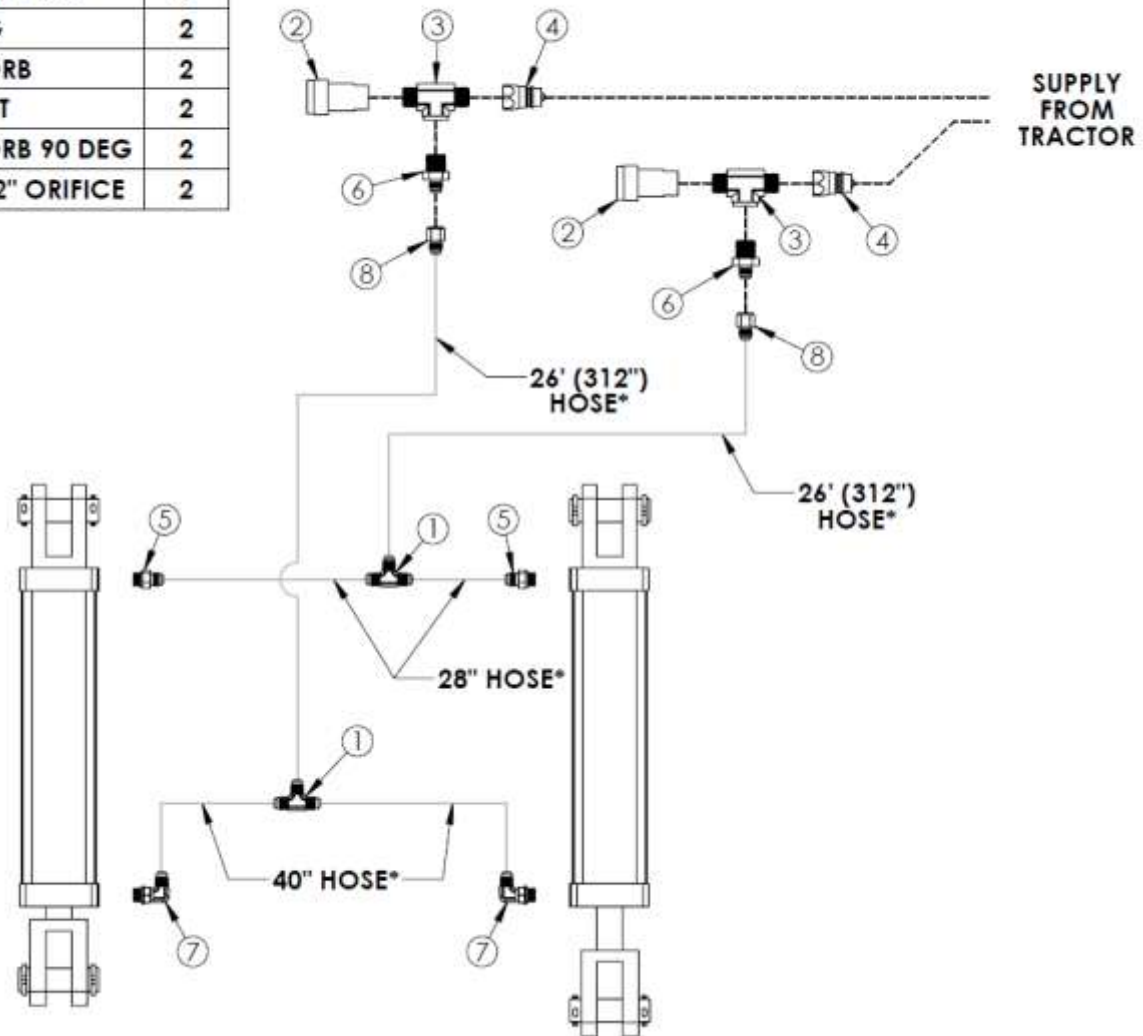 2
ORB 2
2
ORB 90 DEG 2
2" ORIFICE 2
2
3
4
SUPPLY
FROM
TRACTOR
6
2
3
4
8
6
8
26' (312")
HOSE*
26' (312")
HOSE*
5
1
5
28" HOSE*
1
40" HOSE*
7
7